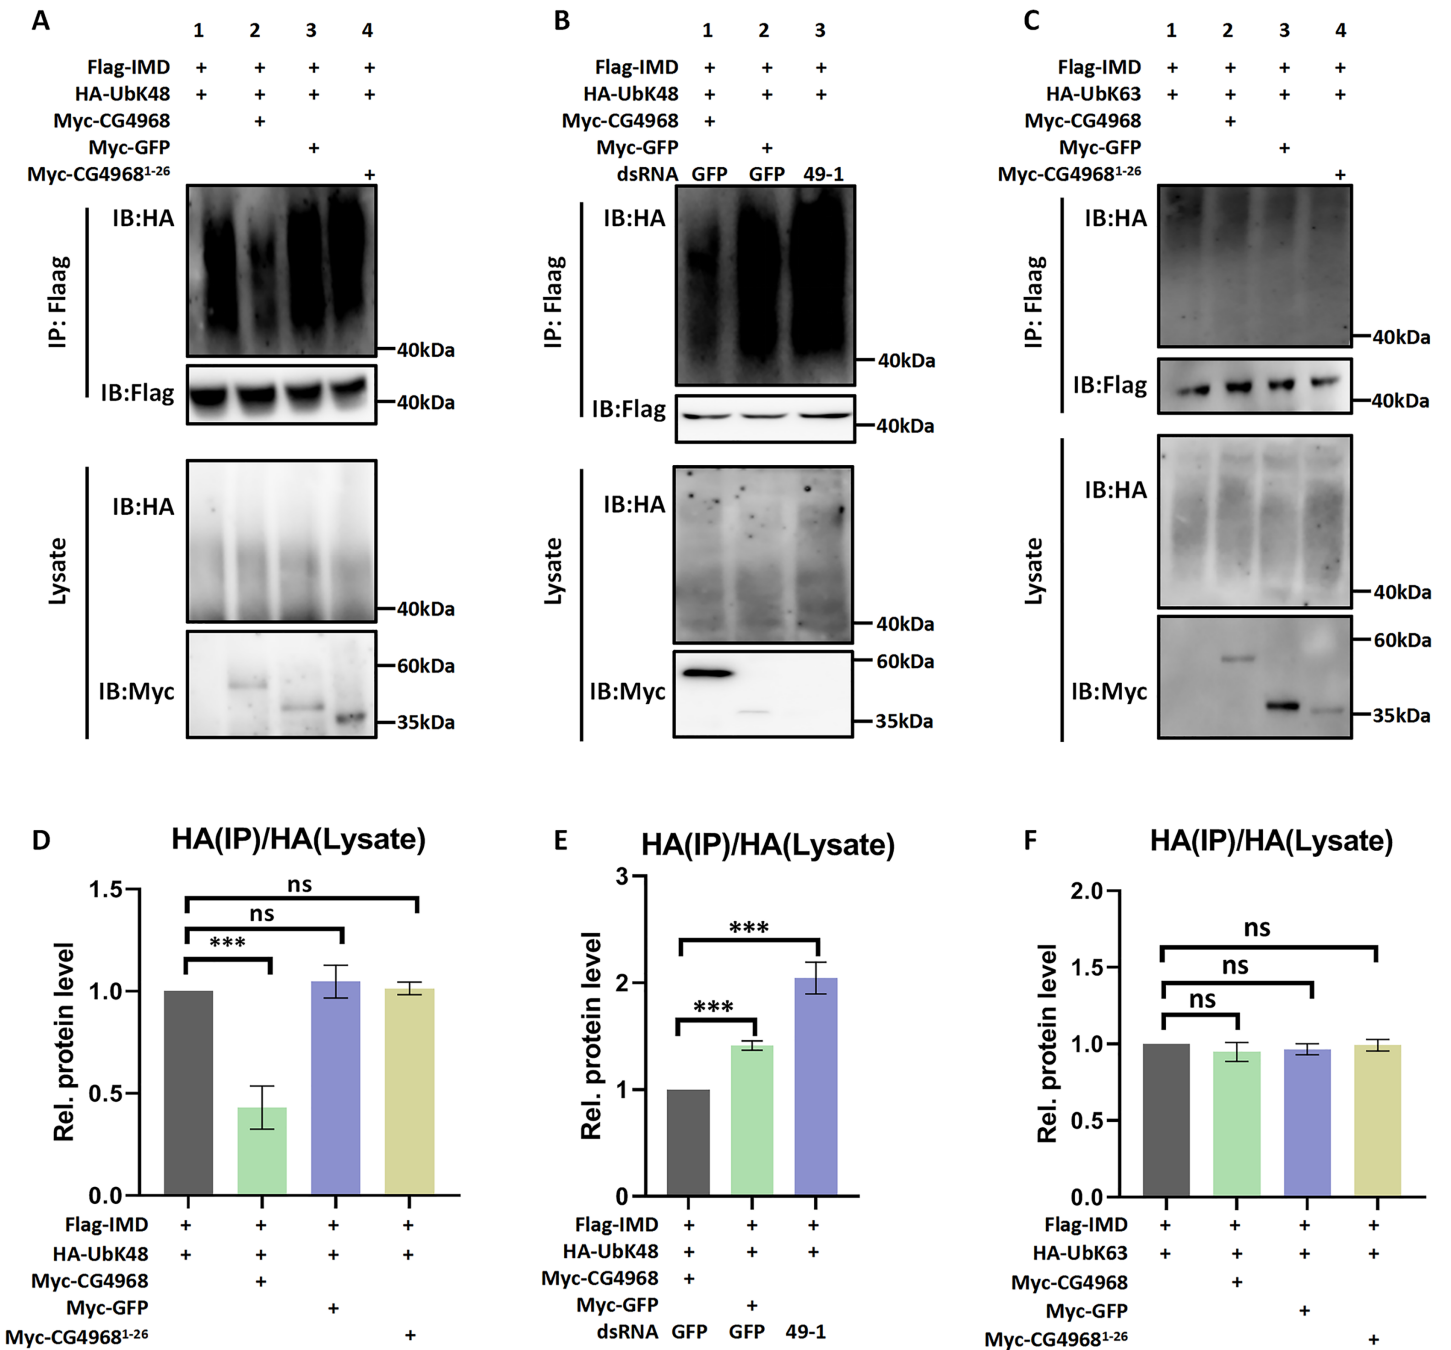 A
1 2 3 4
Flag-IMD + + + +
HA-UbK48 + + + +
Myc-CG4968 +
Myc-GFP +
Myc-CG4968¹⁻²⁶ +
IP: Flaag
IB:HA
40kDa
IB:Flag
40kDa
Lysate
IB:HA
40kDa
60kDa
IB:Myc
35kDa
B
1 2 3
Flag-IMD + + +
HA-UbK48 + + +
Myc-CG4968 +
Myc-GFP +
dsRNA GFP GFP 49-1
IP: Flaag
IB:HA
40kDa
IB:Flag
40kDa
Lysate
IB:HA
40kDa
60kDa
IB:Myc
35kDa
C
1 2 3 4
Flag-IMD + + + +
HA-UbK63 + + + +
Myc-CG4968 +
Myc-GFP +
Myc-CG4968¹⁻²⁶ +
IP: Flaag
IB:HA
40kDa
IB:Flag
40kDa
Lysate
IB:HA
40kDa
60kDa
IB:Myc
35kDa
D
HA(IP)/HA(Lysate)
Rel. protein level
1.5
1.0
0.5
0.0
ns
ns
***
Flag-IMD + + + +
HA-UbK48 + + + +
Myc-CG4968 +
Myc-GFP +
Myc-CG4968¹⁻²⁶ +
E
HA(IP)/HA(Lysate)
Rel. protein level
3
2
1
0
***
***
Flag-IMD + + +
HA-UbK48 + + +
Myc-CG4968 +
Myc-GFP +
dsRNA GFP GFP 49-1
F
HA(IP)/HA(Lysate)
Rel. protein level
2.0
1.5
1.0
0.5
0.0
ns
ns
ns
Flag-IMD + + + +
HA-UbK63 + + + +
Myc-CG4968 +
Myc-GFP +
Myc-CG4968¹⁻²⁶ +